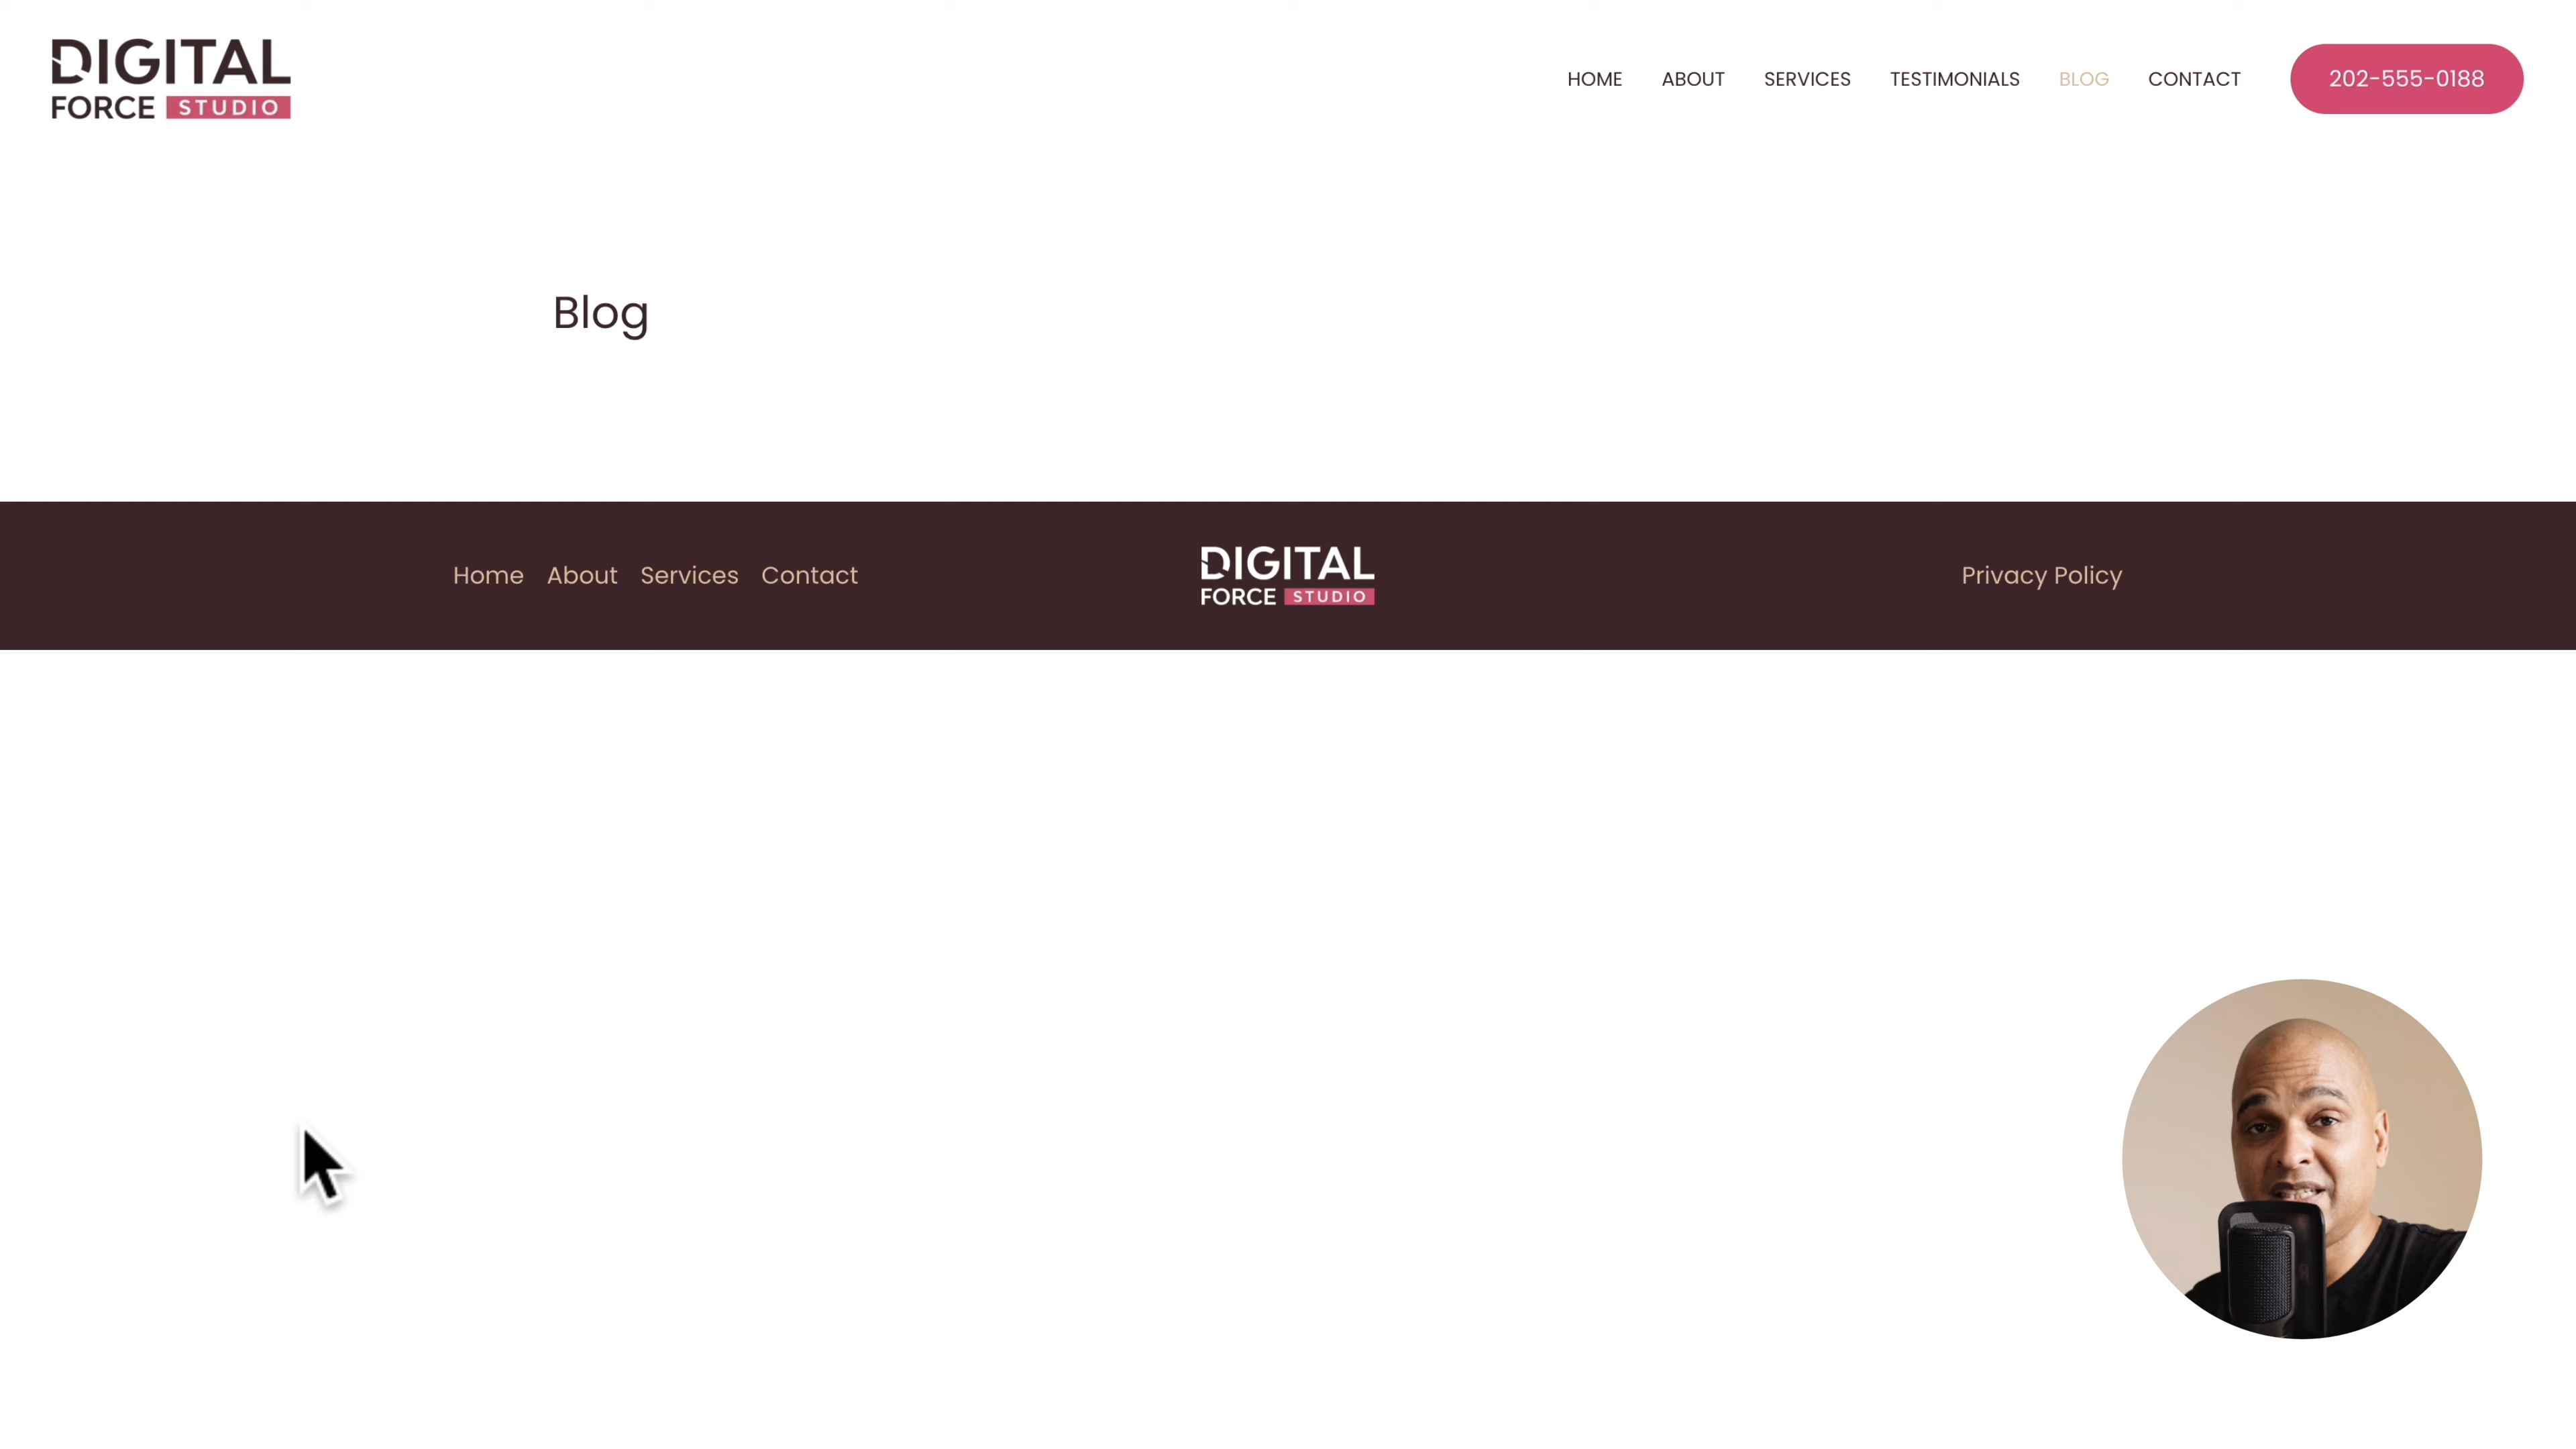 DIGITAL
FORCE STUDIO
HOME ABOUT SERVICES TESTIMONIALS BLOG CONTACT 202-555-0188
Blog
Home About Services Contact
DIGITAL
FORCE STUDIO
Privacy Policy